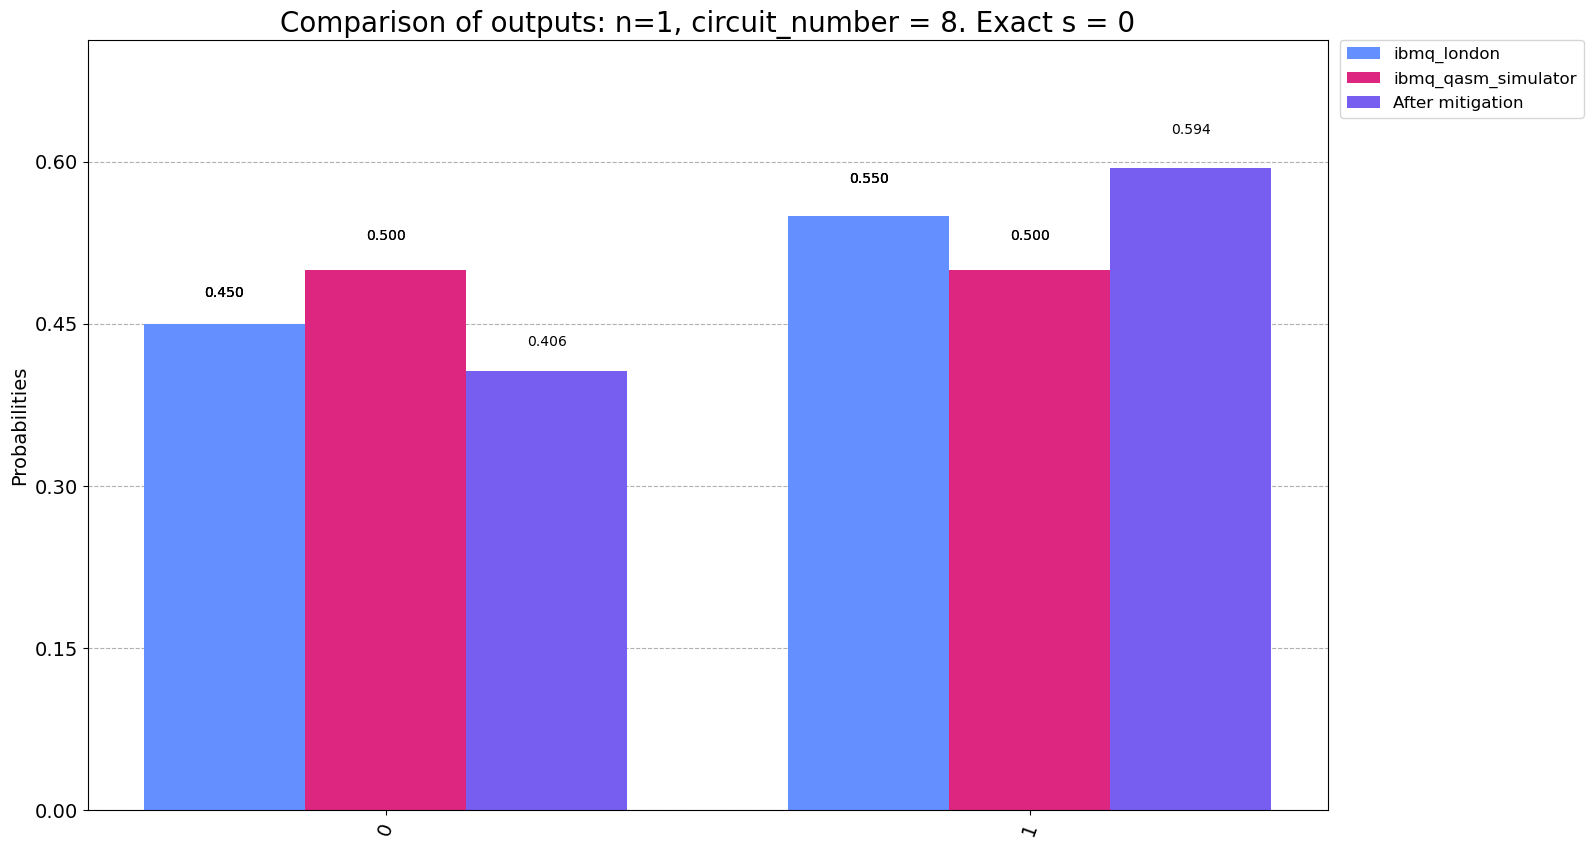 Comparison of outputs: n=1, circuit_number = 8. Exact s = 0
ibmq_london
ibmq_qasm_simulator
After mitigation
0.594
0.60
0.550
0.500
0.500
0.450
0.45
0.406
Probabilities
0.30
0.15
0.00
0
1